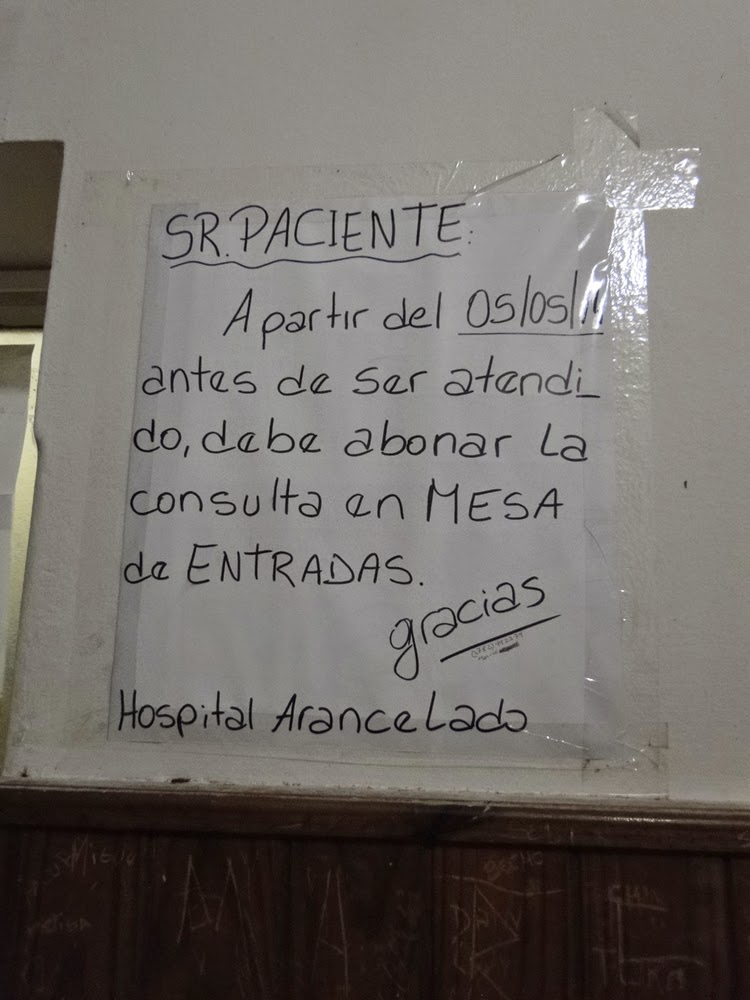 SR. PACIENTE:
A partir del 05/05/11
antes de ser atendi_
do, debe abonar la
consulta en MESA
de ENTRADAS.
gracias
Hospital Arancelado